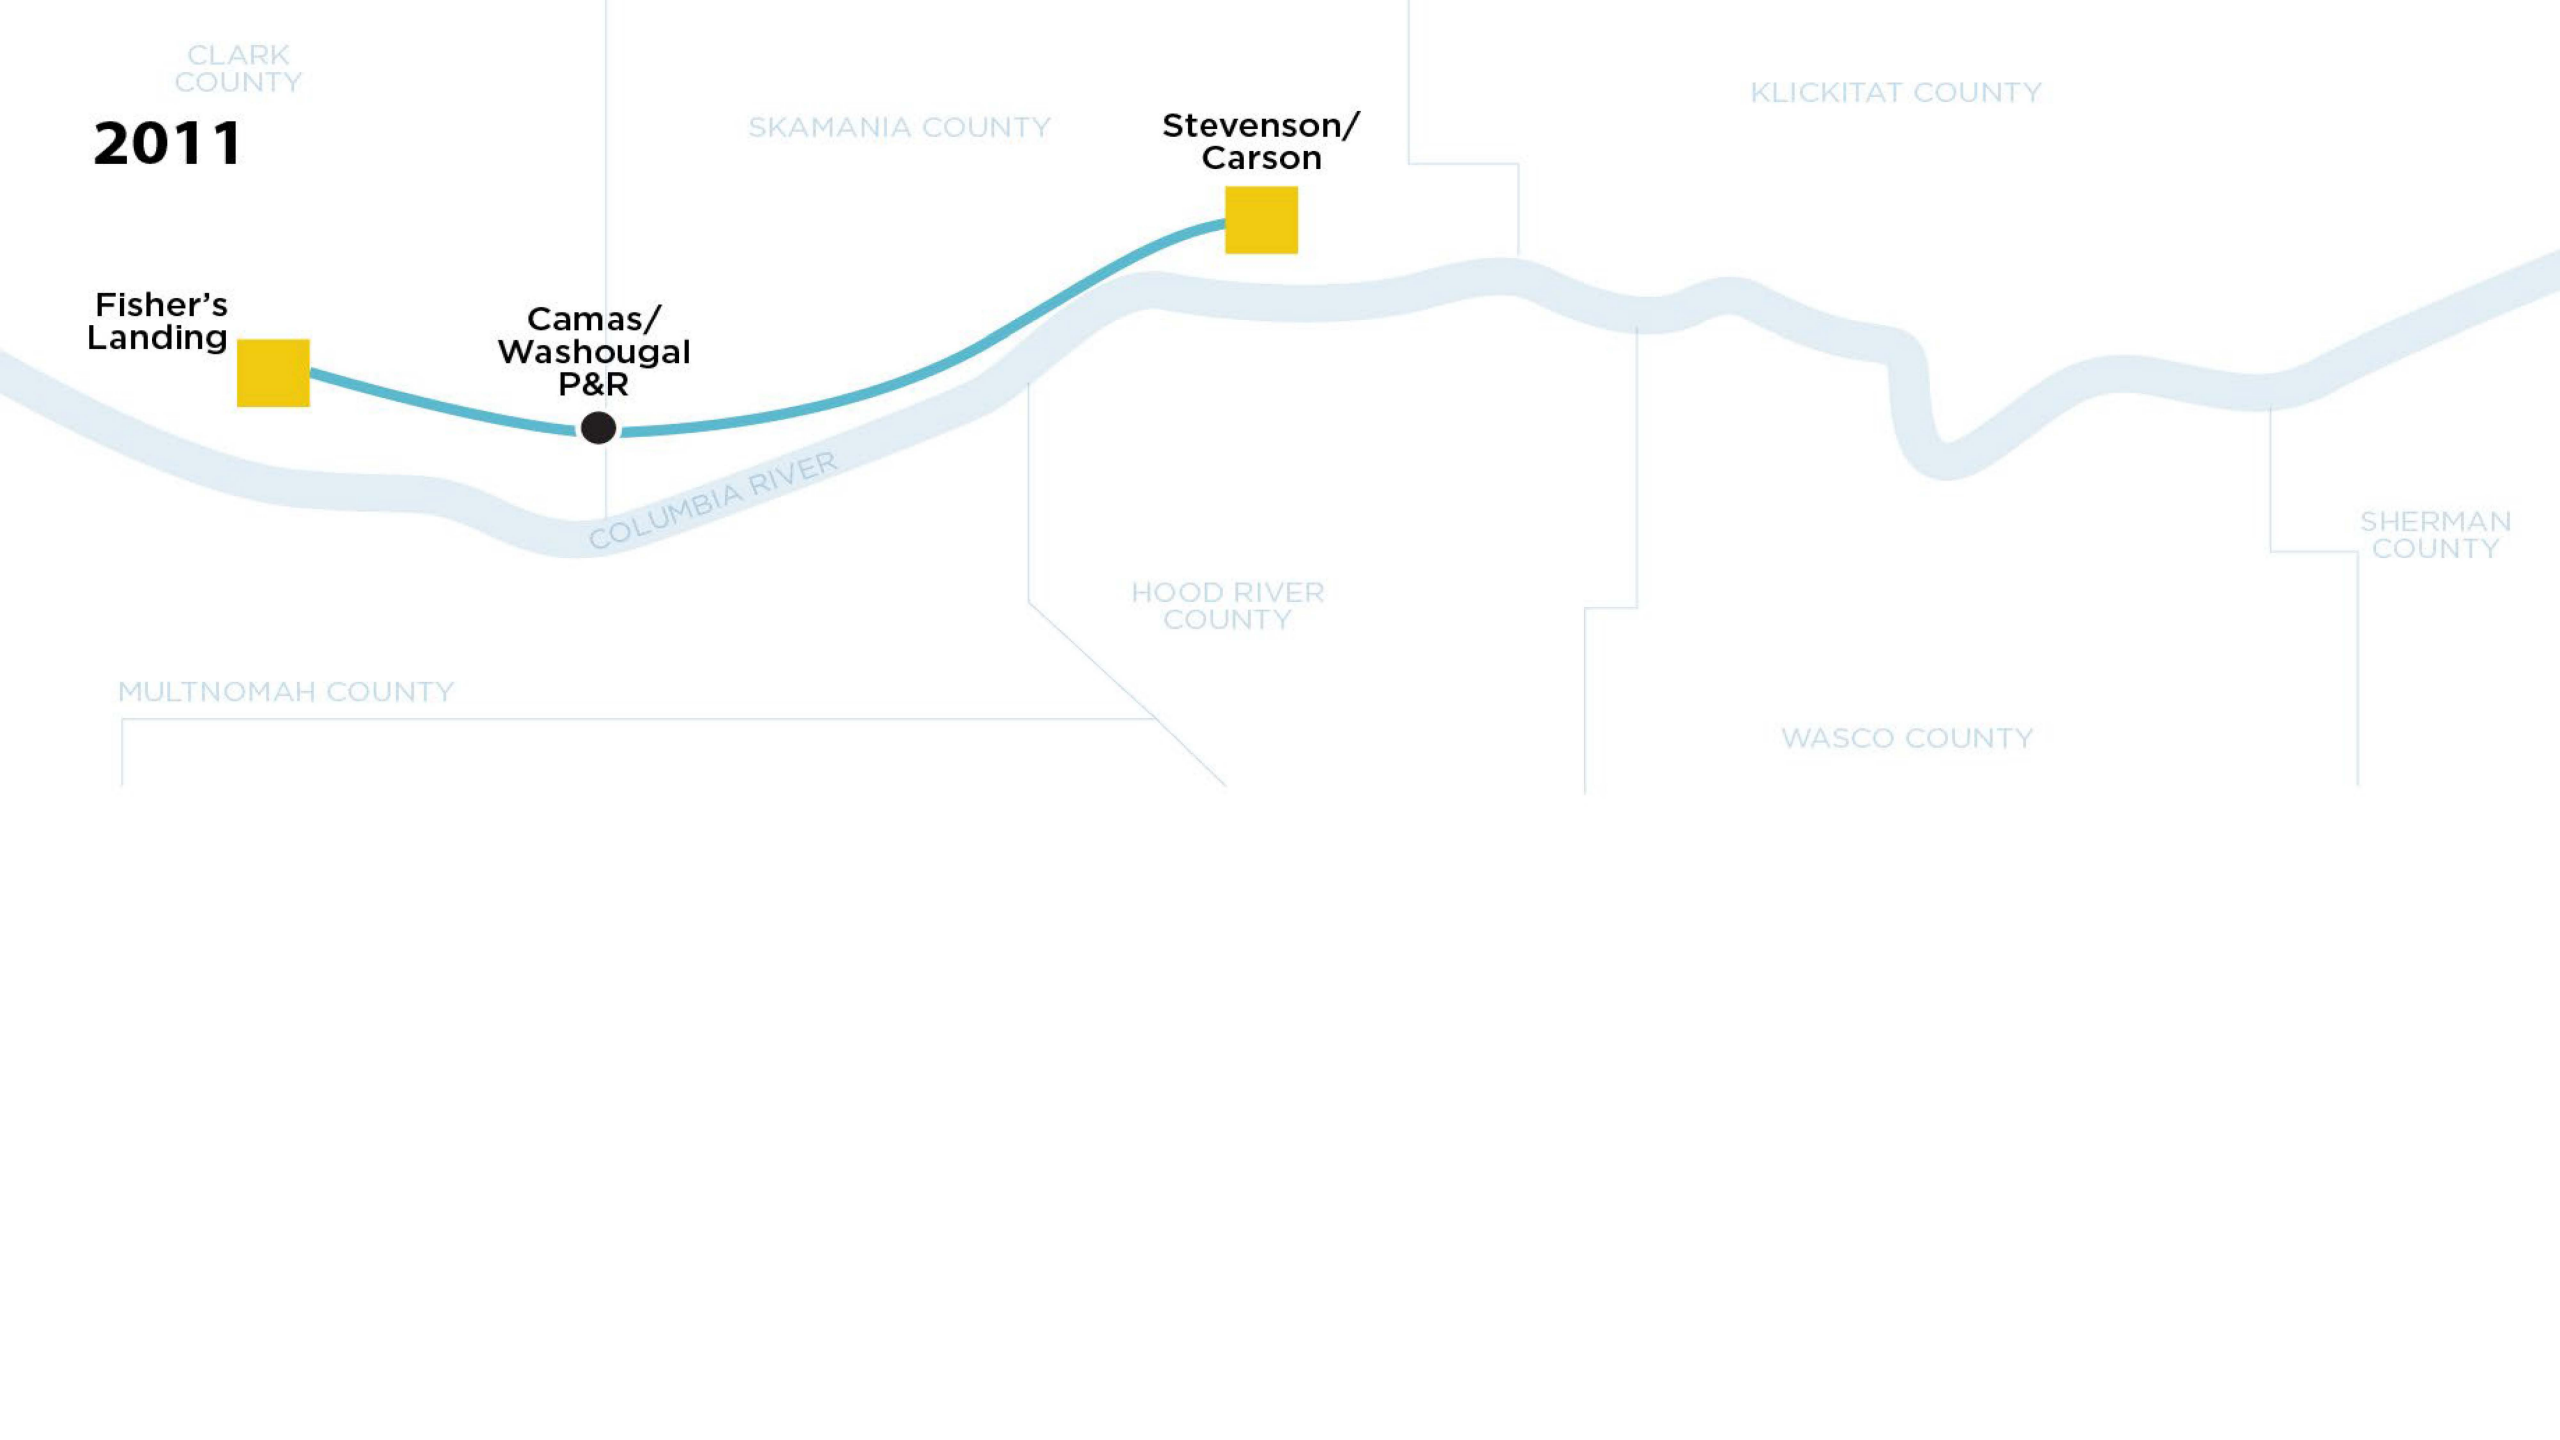 CLARK
COUNTY
2011
SKAMANIA COUNTY
Stevenson/
Carson
KLICKITAT COUNTY
Fisher’s
Landing
Camas/
Washougal
P&R
COLUMBIA RIVER
HOOD RIVER
COUNTY
SHERMAN
COUNTY
MULTNOMAH COUNTY
WASCO COUNTY